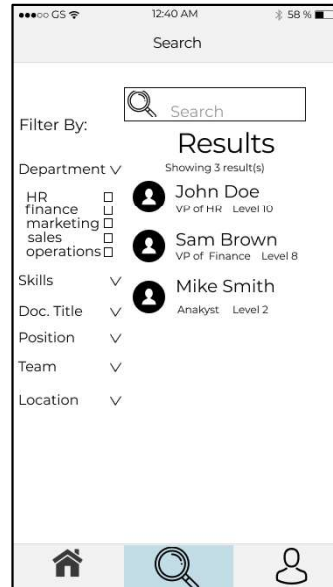 GS 12:40 AM 58 %
Search
Search
Filter By:
Results
Showing 3 result(s)
Department
HR
finance
marketing
sales
operations
Skills
Doc. Title
Position
Team
Location
John Doe
VP of HR Level 10
Sam Brown
VP of Finance Level 8
Mike Smith
Anakyst Level 2